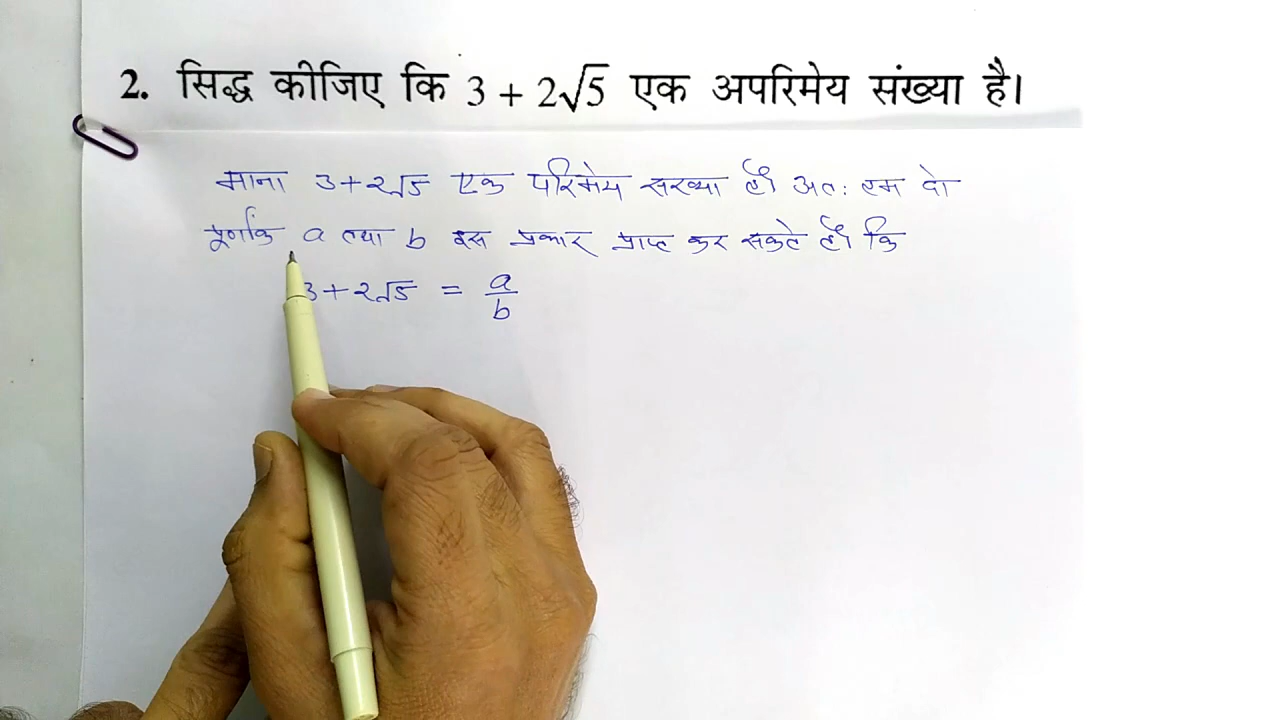 2. सिद्ध कीजिए कि 3 + 2√5 एक अपरिमेय संख्या है।
माना 3+2√5 एक परिमेय सख्या है। अत: हम दो
पूर्णांक a तथा b इस प्रकार प्राप्त कर सकते हैं। कि
3+2√5 = a/b